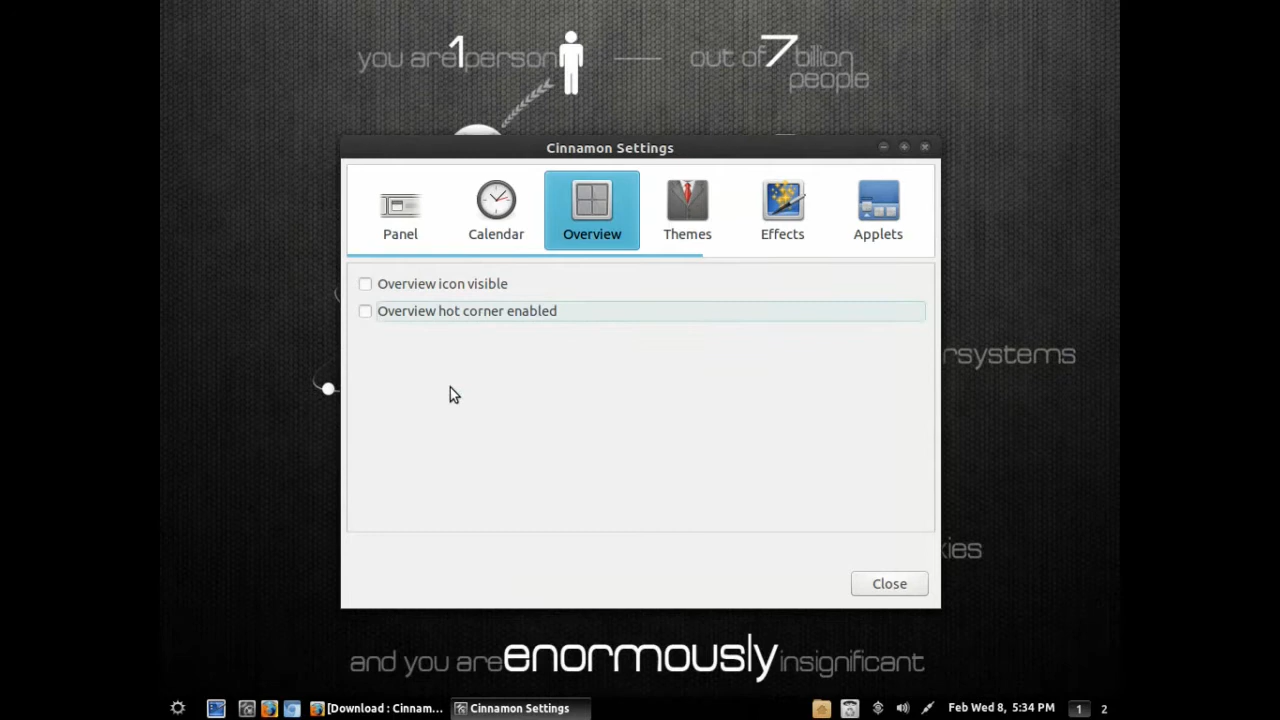 you are 1 person
out of 7 billion
people
Cinnamon Settings
Panel
Calendar
Overview
Themes
Effects
Applets
Overview icon visible
Overview hot corner enabled
rsystems
xies
Close
and you are enormously insignificant
[Download : Cinnam...
Cinnamon Settings
Feb Wed 8, 5:34 PM
1
2